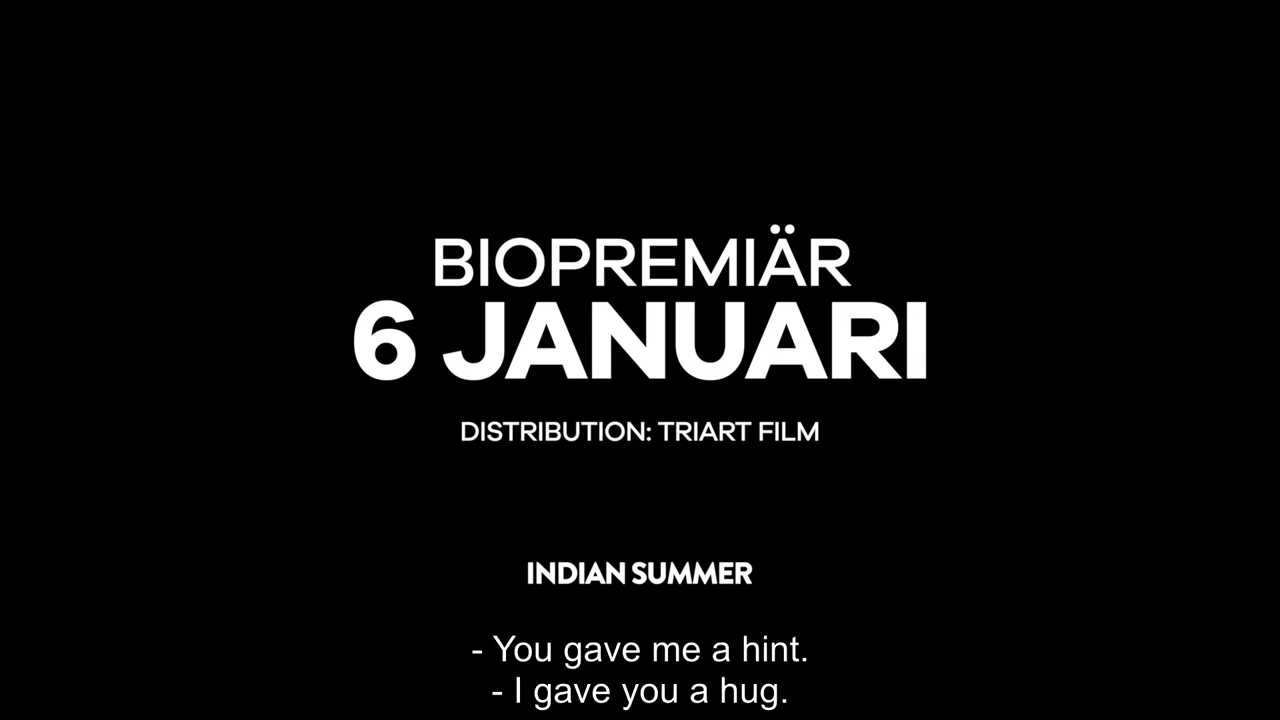 BIOPREMIÄR
6 JANUARI
DISTRIBUTION: TRIART FILM
INDIAN SUMMER
- You gave me a hint.
- I gave you a hug.